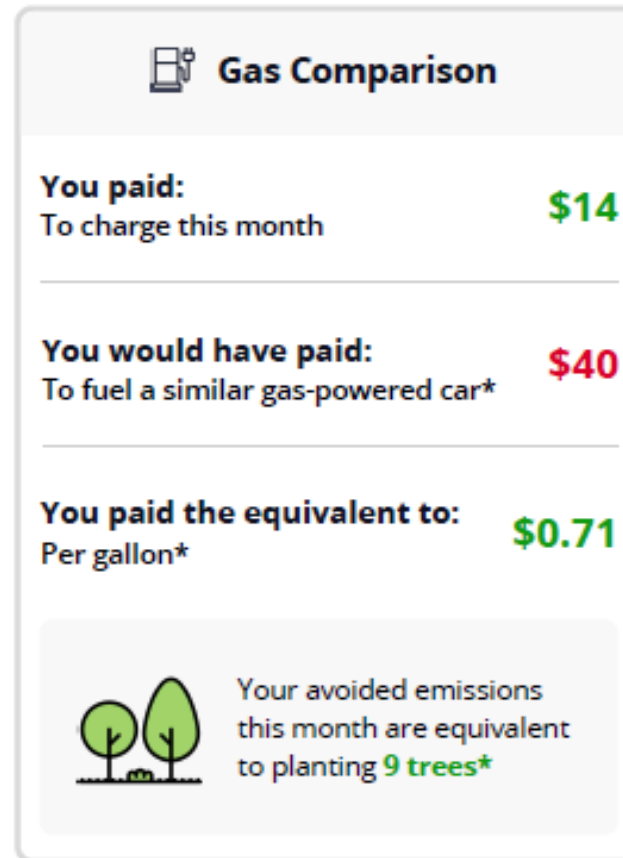 Gas Comparison
You paid:
$14
To charge this month
You would have paid:
$40
To fuel a similar gas-powered car*
You paid the equivalent to:
$0.71
Per gallon*
Your avoided emissions
this month are equivalent
to planting 9 trees*